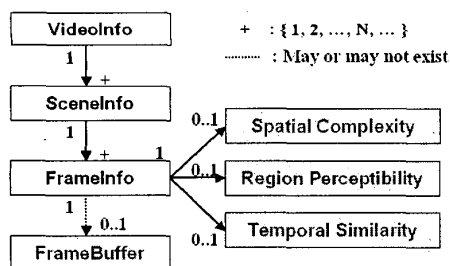 VideoInfo
+ : { 1, 2, ..., N, ... }
: May or may not exist
1
+
SceneInfo
1
+
1
0..1
Spatial Complexity
FrameInfo
0..1
Region Perceptibility
1
0..1
0..1
Temporal Similarity
FrameBuffer